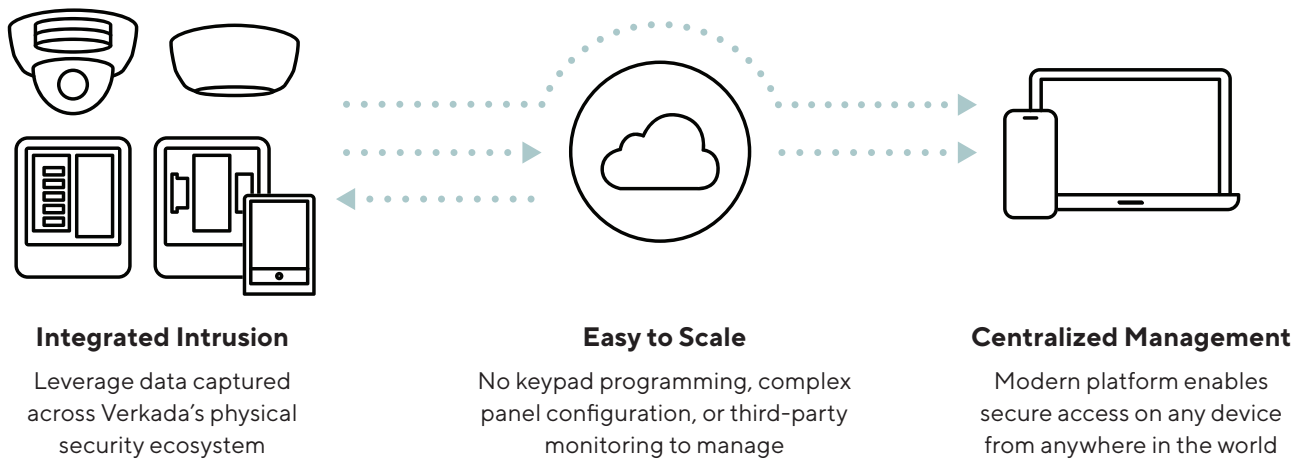 Integrated Intrusion
Leverage data captured
across Verkada's physical
security ecosystem
Easy to Scale
No keypad programming, complex
panel configuration, or third-party
monitoring to manage
Centralized Management
Modern platform enables
secure access on any device
from anywhere in the world